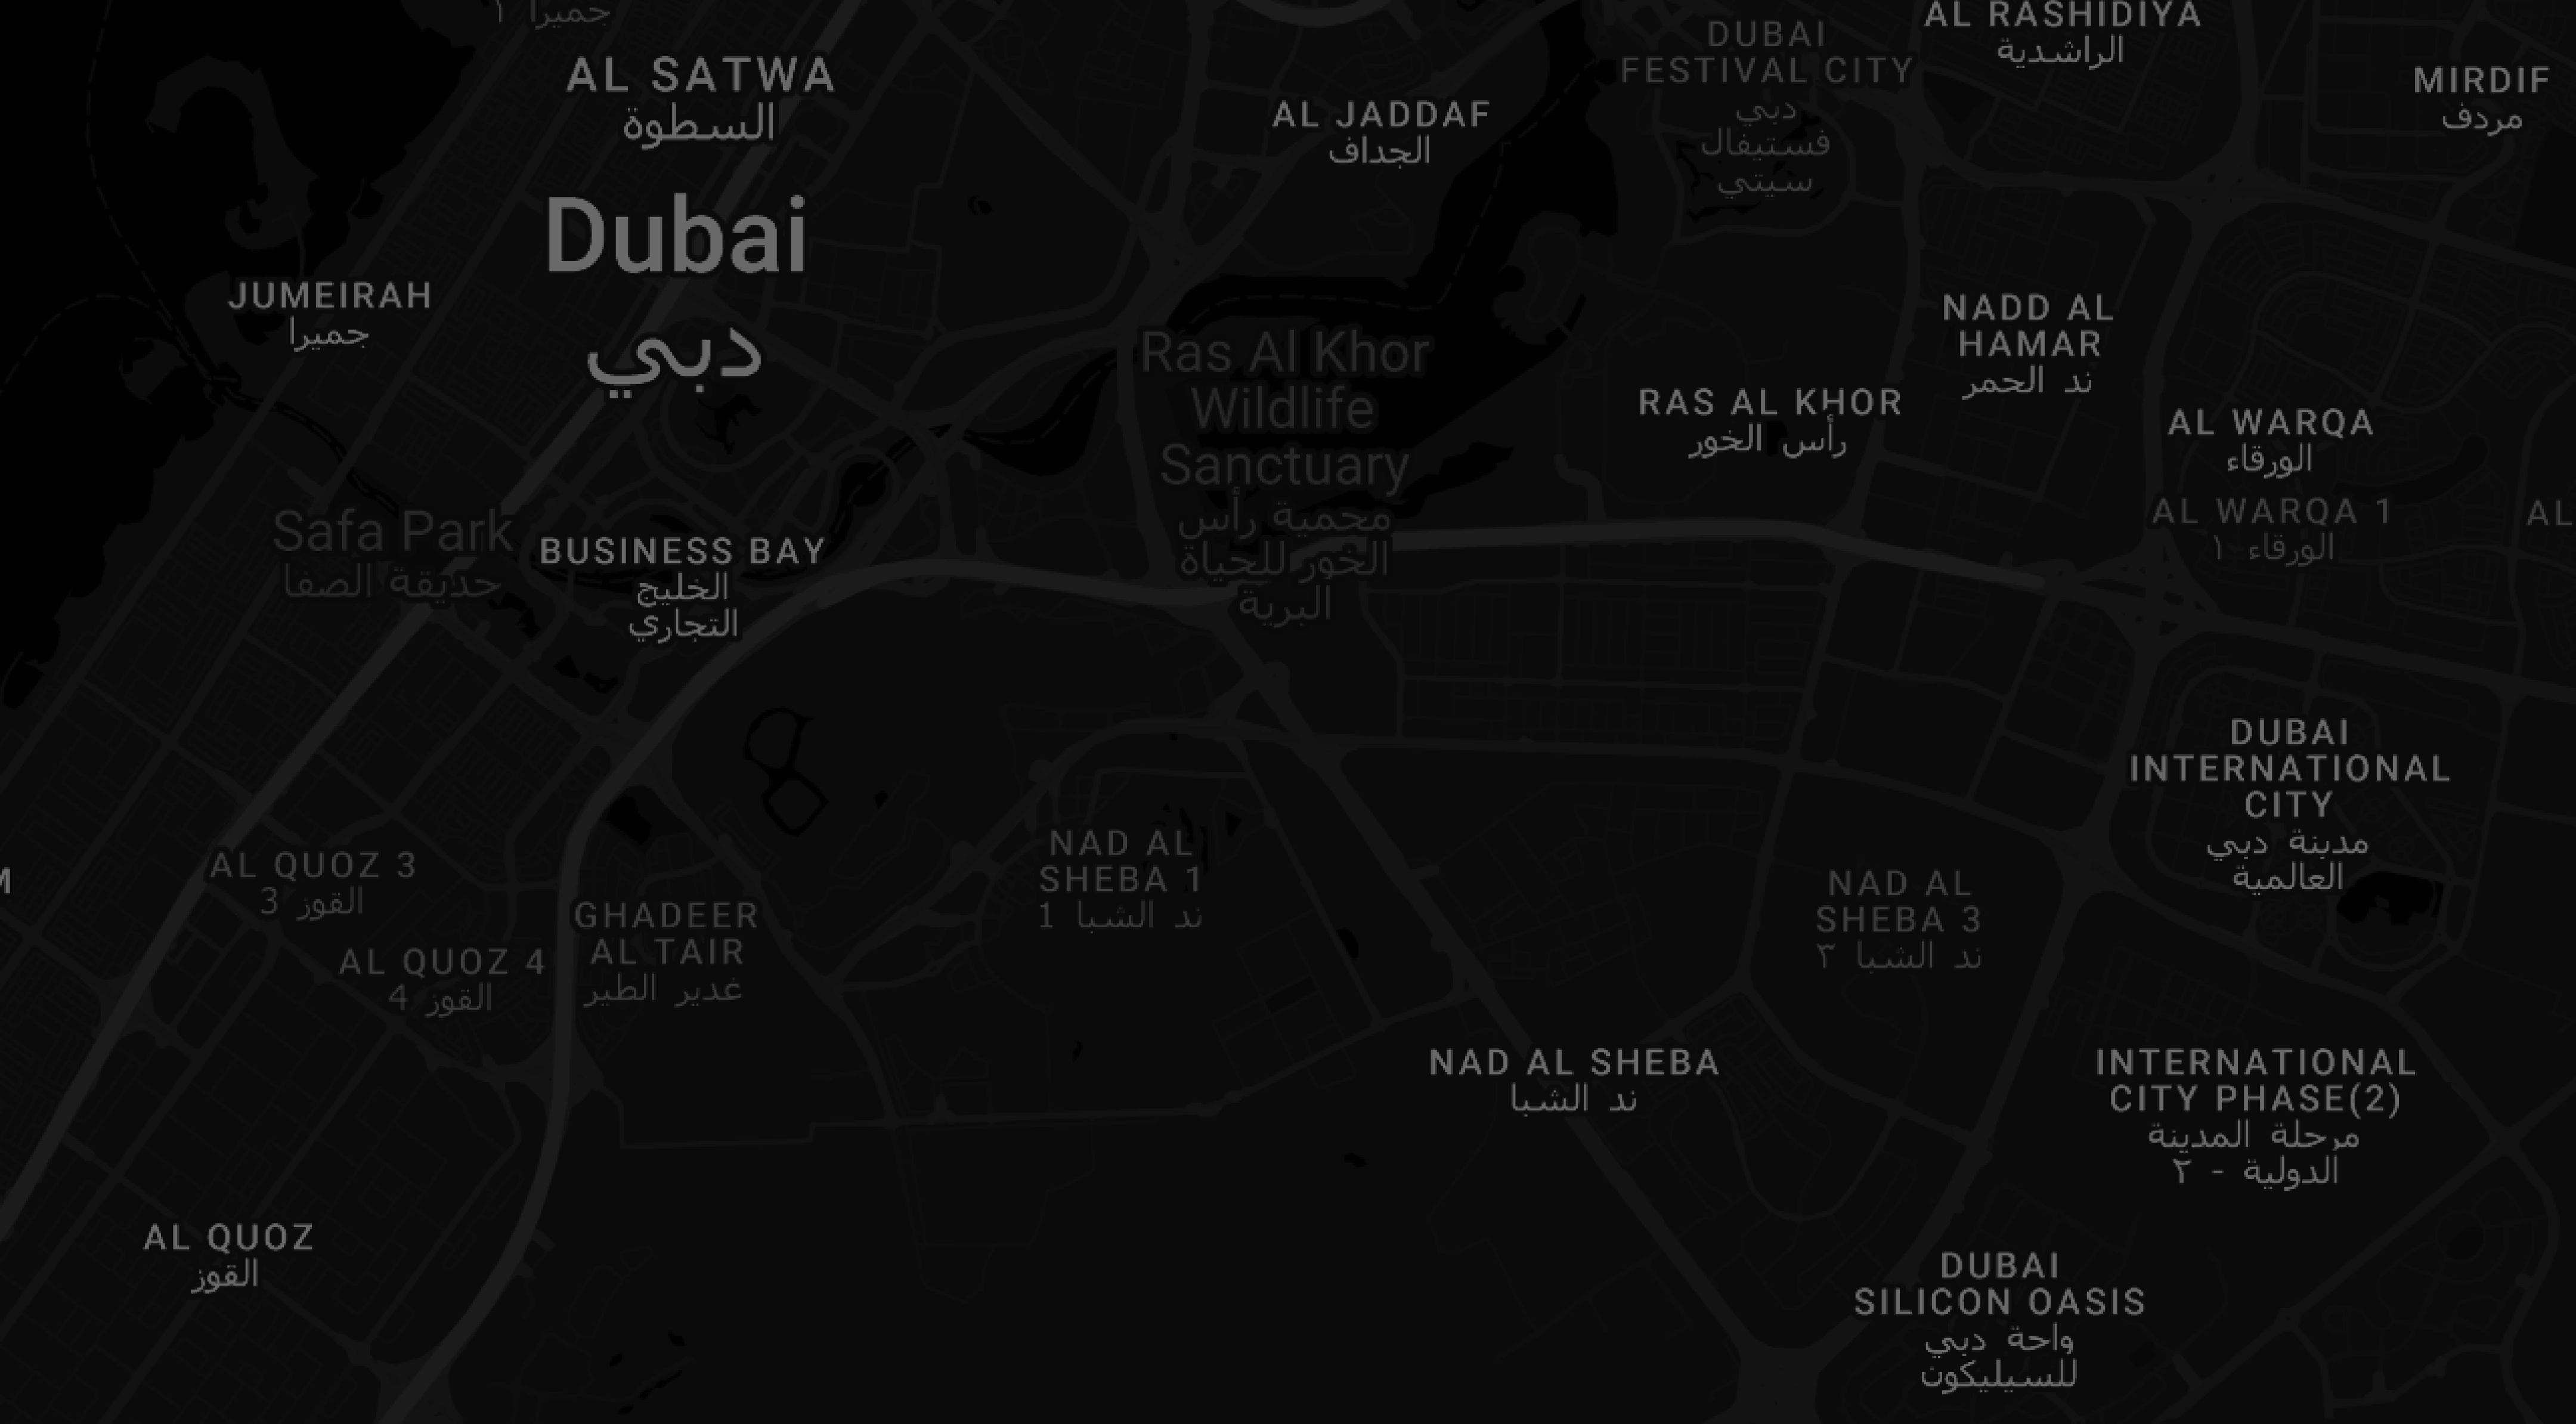 جميرا ١
AL SATWA
السطوة
Dubai
دبي
JUMEIRAH
جميرا
AL JADDAF
الجداف
DUBAI
FESTIVAL CITY
دبي
فستيفال
سيتي
AL RASHIDIYA
الراشدية
MIRDIF
مردف
NADD AL
HAMAR
ند الحمر
RAS AL KHOR
رأس الخور
AL WARQA
الورقاء
AL WARQA 1
الورقاء ١
AL
Ras Al Khor
Wildlife
Sanctuary
محمية رأس
الخور للحياة
البرية
Safa Park
حديقة الصفا
BUSINESS BAY
الخليج
التجاري
DUBAI
INTERNATIONAL
CITY
مدينة دبي
العالمية
M
AL QUOZ 3
القوز 3
AL QUOZ 4
القوز 4
GHADEER
AL TAIR
غدير الطير
NAD AL
SHEBA 1
ند الشبا 1
NAD AL
SHEBA 3
ند الشبا ٣
NAD AL SHEBA
ند الشبا
INTERNATIONAL
CITY PHASE(2)
مرحلة المدينة
الدولية - ٢
AL QUOZ
القوز
DUBAI
SILICON OASIS
واحة دبي
للسيليكون